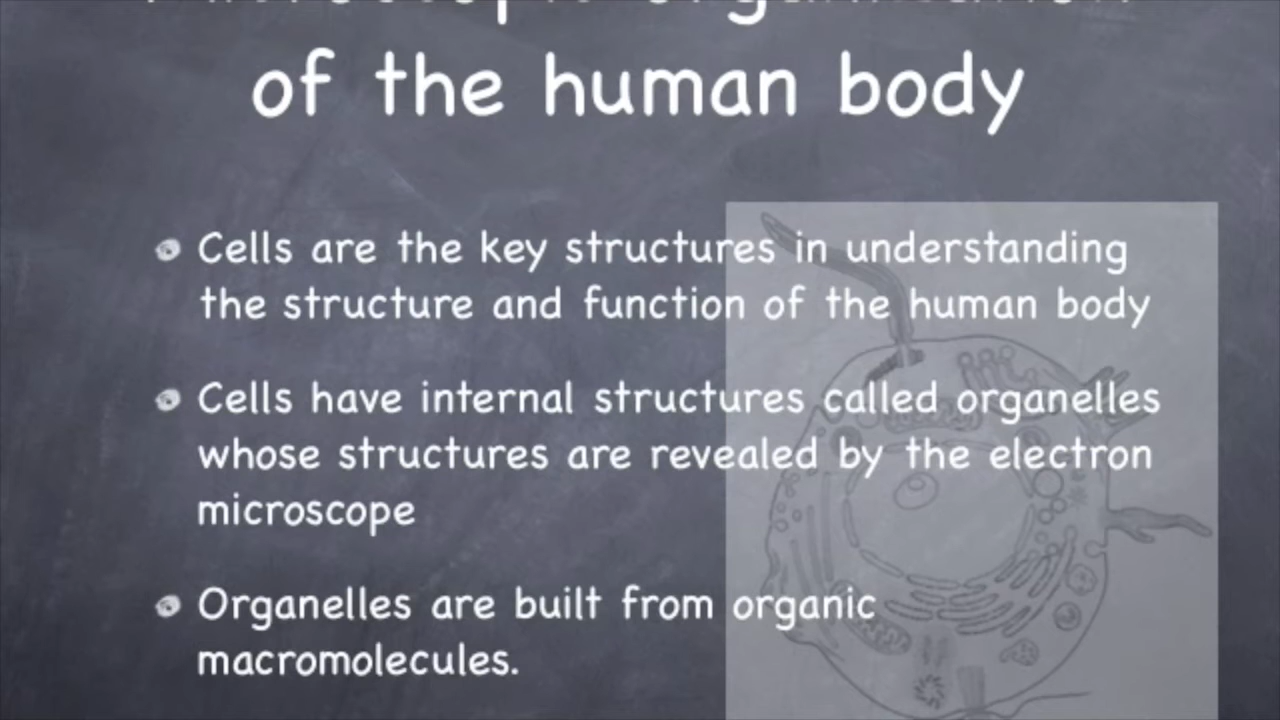 of the human body
Cells are the key structures in understanding
the structure and function of the human body
Cells have internal structures called organelles
whose structures are revealed by the electron
microscope
Organelles are built from organic
macromolecules.